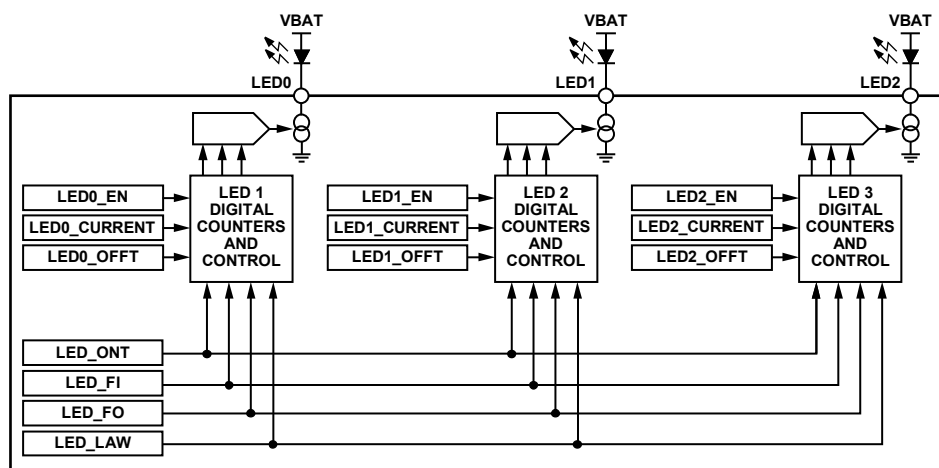 VBAT
VBAT
VBAT
LED0
LED1
LED2
LED0_EN
LED0_CURRENT
LED0_OFFT
LED 1
DIGITAL
COUNTERS
AND
CONTROL
LED1_EN
LED1_CURRENT
LED1_OFFT
LED 2
DIGITAL
COUNTERS
AND
CONTROL
LED2_EN
LED2_CURRENT
LED2_OFFT
LED 3
DIGITAL
COUNTERS
AND
CONTROL
LED_ONT
LED_FI
LED_FO
LED_LAW